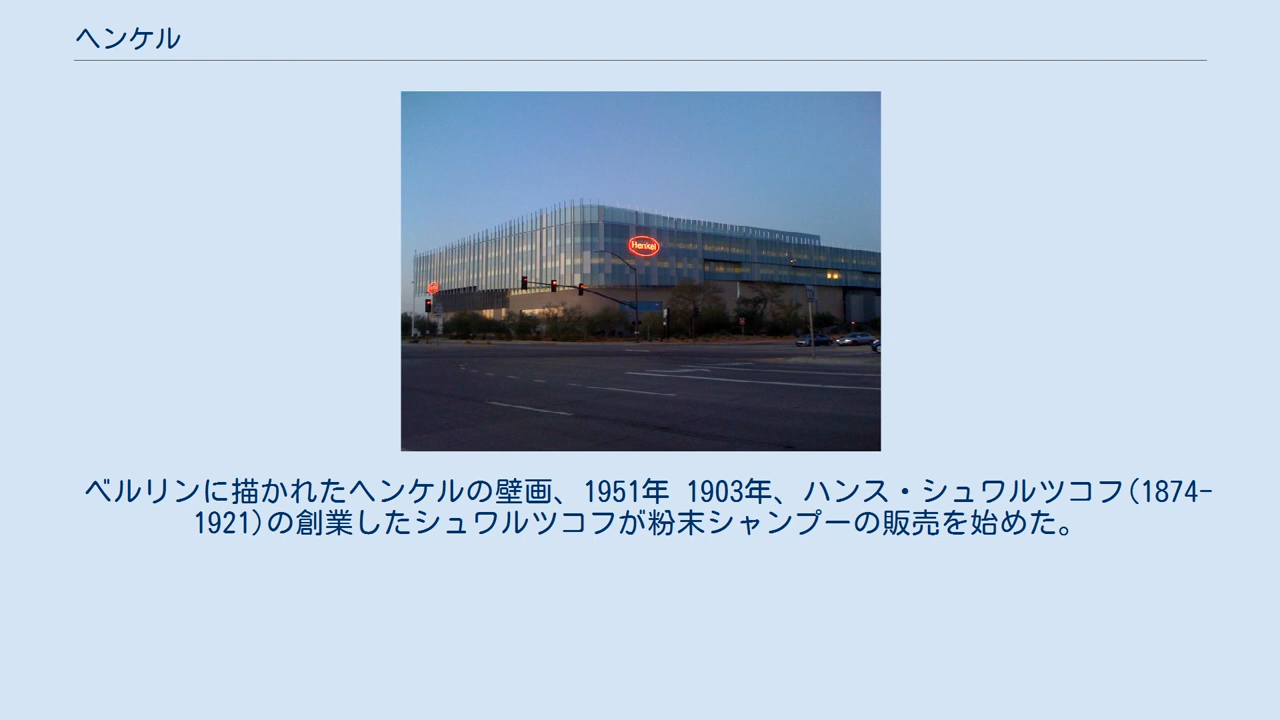 ヘンケル
Henkel
ベルリンに描かれたヘンケルの壁画、1951年 1903年、ハンス・シュワルツコフ(1874-
1921)の創業したシュワルツコフが粉末シャンプーの販売を始めた。